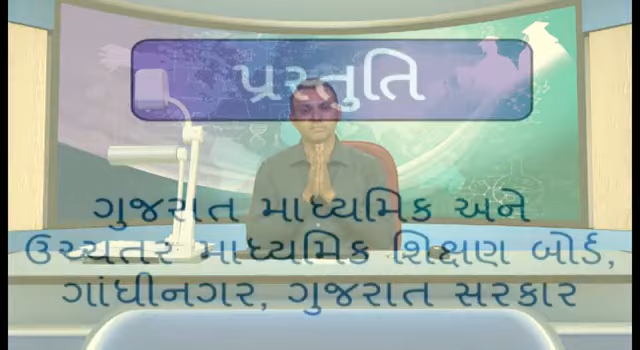 પ્રસ્તુતિ
ગુજરાત માધ્યમિક અને
ઉચ્ચતર માધ્યમિક શિક્ષણ બોર્ડ,
ગાંધીનગર, ગુજરાત સરકાર